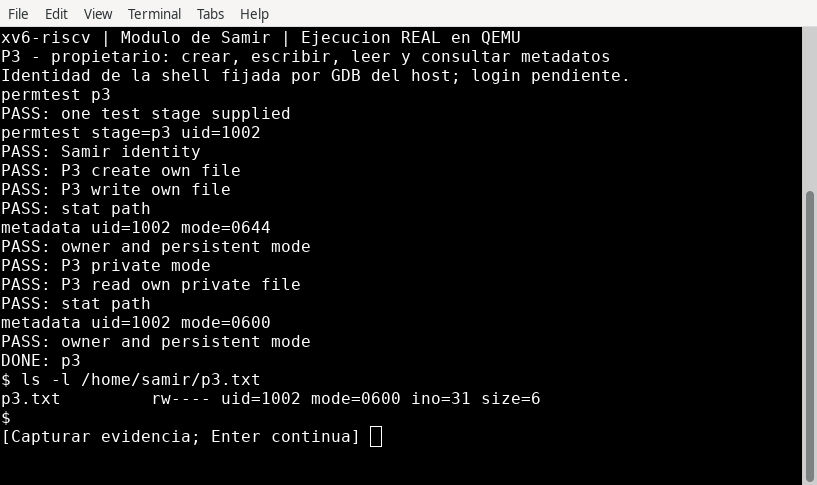 File Edit View Terminal Tabs Help
xv6-riscv | Modulo de Samir | Ejecucion REAL en QEMU
P3 - propietario: crear, escribir, leer y consultar metadatos
Identidad de la shell fijada por GDB del host; login pendiente.
permtest p3
PASS: one test stage supplied
permtest stage=p3 uid=1002
PASS: Samir identity
PASS: P3 create own file
PASS: P3 write own file
PASS: stat path
metadata uid=1002 mode=0644
PASS: owner and persistent mode
PASS: P3 private mode
PASS: P3 read own private file
PASS: stat path
metadata uid=1002 mode=0600
PASS: owner and persistent mode
DONE: p3
$ ls -l /home/samir/p3.txt
p3.txt         rw---- uid=1002 mode=0600 ino=31 size=6
$
[Capturar evidencia; Enter continua]